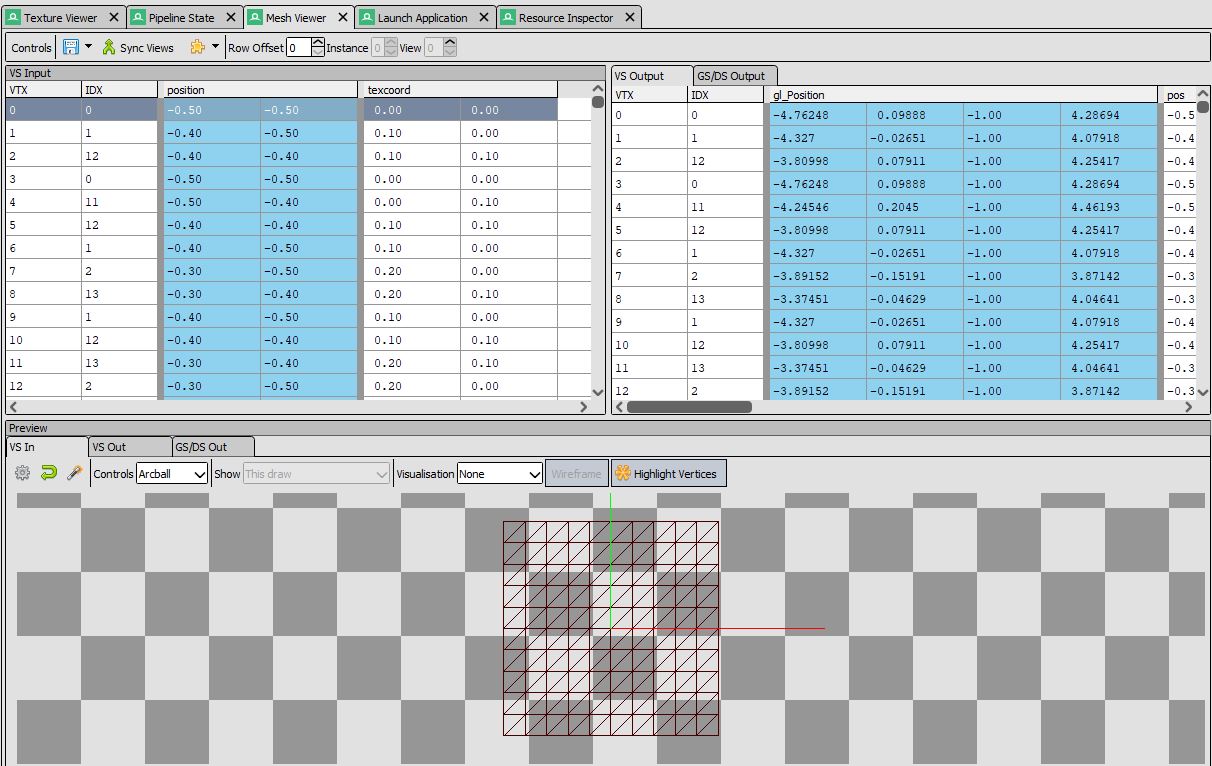 Texture Viewer X Pipeline State X Mesh Viewer X Launch Application X Resource Inspector X
Controls Sync Views Row Offset 0 Instance 0 View 0
VS Input
VTX IDX position texcoord
0 0 -0.50 -0.50 0.00 0.00
1 1 -0.40 -0.50 0.10 0.00
2 12 -0.40 -0.40 0.10 0.10
3 0 -0.50 -0.50 0.00 0.00
4 11 -0.50 -0.40 0.00 0.10
5 12 -0.40 -0.40 0.10 0.10
6 1 -0.40 -0.50 0.10 0.00
7 2 -0.30 -0.50 0.20 0.00
8 13 -0.30 -0.40 0.20 0.10
9 1 -0.40 -0.50 0.10 0.00
10 12 -0.40 -0.40 0.10 0.10
11 13 -0.30 -0.40 0.20 0.10
12 2 -0.30 -0.50 0.20 0.00
VS Output GS/DS Output
VTX IDX gl_Position pos
0 0 -4.76248 0.09888 -1.00 4.28694 -0.5
1 1 -4.327 -0.02651 -1.00 4.07918 -0.4
2 12 -3.80998 0.07911 -1.00 4.25417 -0.4
3 0 -4.76248 0.09888 -1.00 4.28694 -0.5
4 11 -4.24546 0.2045 -1.00 4.46193 -0.5
5 12 -3.80998 0.07911 -1.00 4.25417 -0.4
6 1 -4.327 -0.02651 -1.00 4.07918 -0.4
7 2 -3.89152 -0.15191 -1.00 3.87142 -0.3
8 13 -3.37451 -0.04629 -1.00 4.04641 -0.3
9 1 -4.327 -0.02651 -1.00 4.07918 -0.4
10 12 -3.80998 0.07911 -1.00 4.25417 -0.4
11 13 -3.37451 -0.04629 -1.00 4.04641 -0.3
12 2 -3.89152 -0.15191 -1.00 3.87142 -0.3
Preview
VS In VS Out GS/DS Out
Controls Arcball Show This draw Visualisation None Wireframe Highlight Vertices